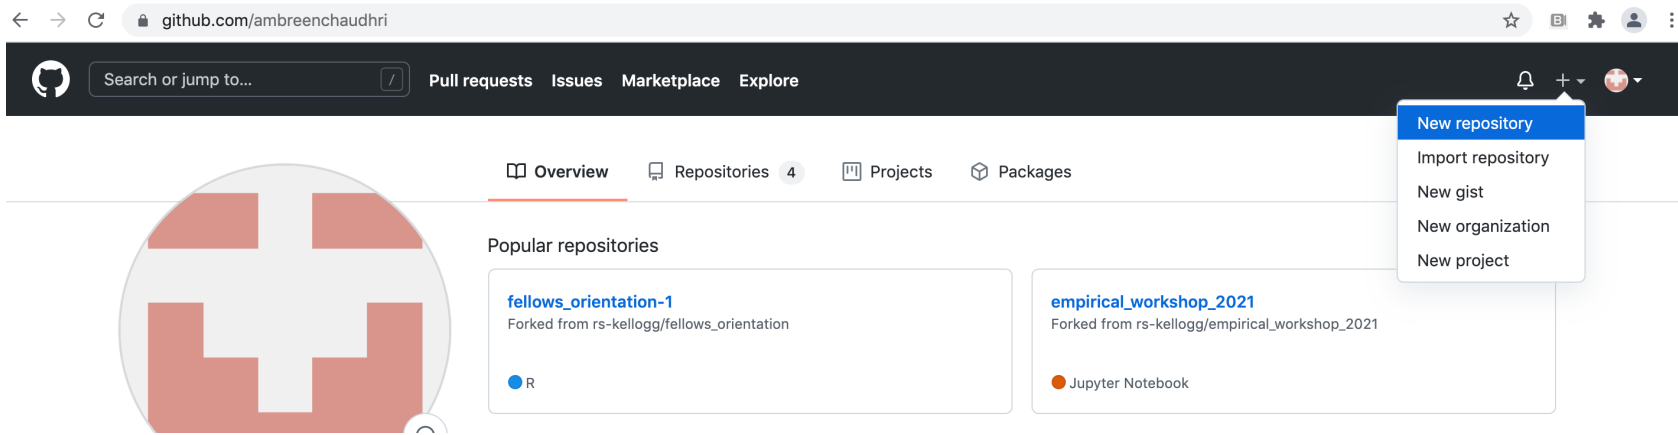 github.com/ambreenchaudhri
Search or jump to... /
Pull requests Issues Marketplace Explore
New repository
Import repository
New gist
New organization
New project
Overview Repositories 4 Projects Packages
Popular repositories
fellows_orientation-1
Forked from rs-kellogg/fellows_orientation
R
empirical_workshop_2021
Forked from rs-kellogg/empirical_workshop_2021
Jupyter Notebook